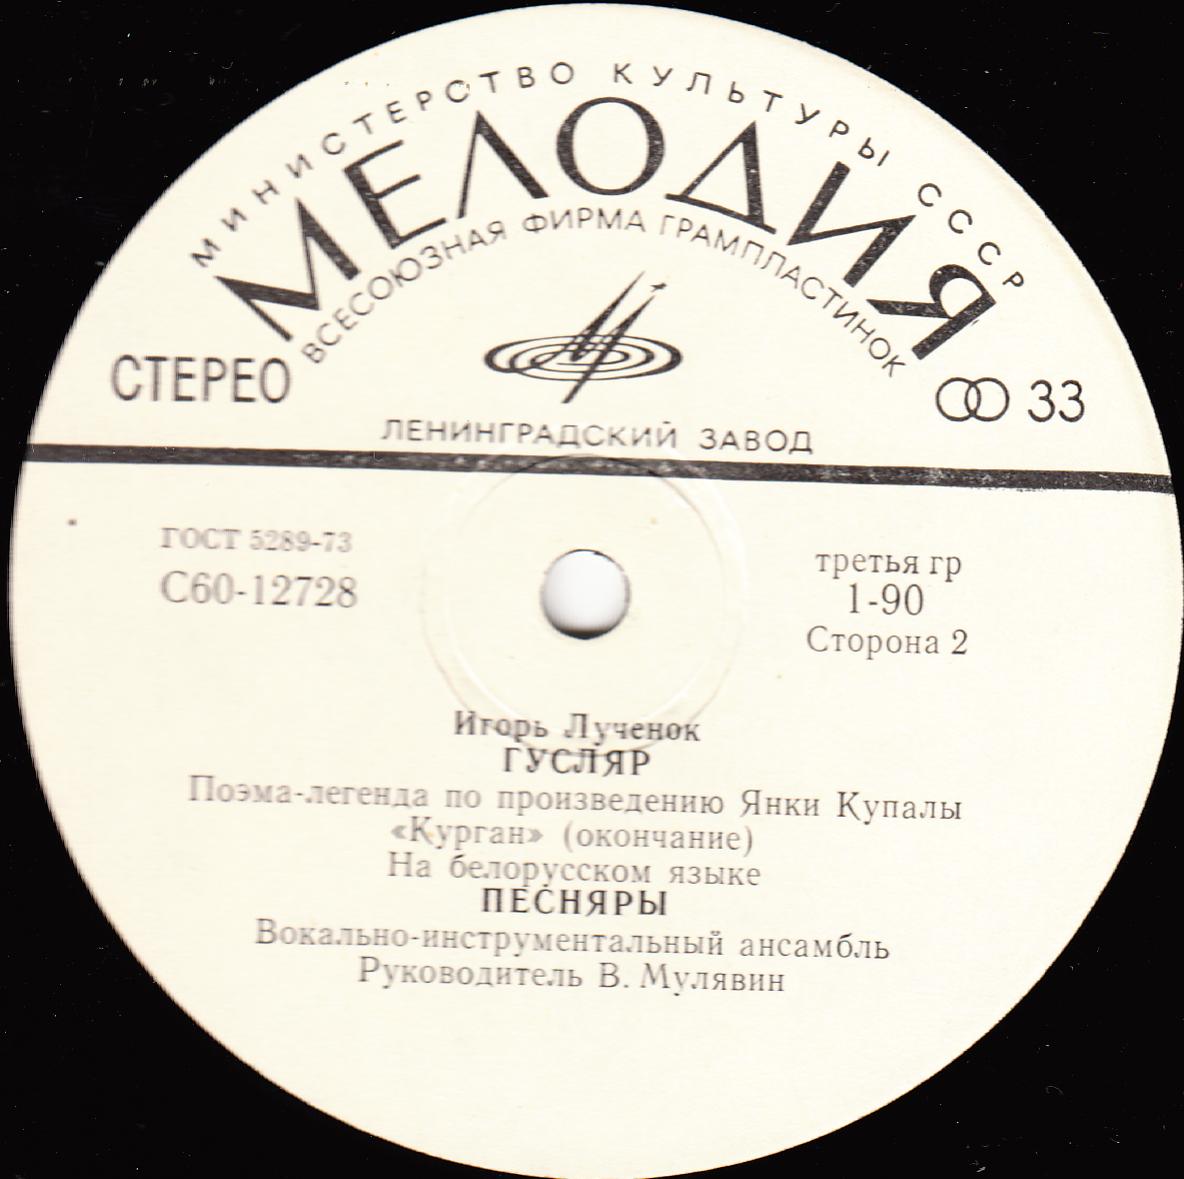 МИНИСТЕРСТВО КУЛЬТУРЫ СССР
МЕЛОДИЯ
ВСЕСОЮЗНАЯ ФИРМА ГРАМПЛАСТИНОК
СТЕРЕО
33
ЛЕНИНГРАДСКИЙ ЗАВОД
ГОСТ 5289-73
С60-12728
третья гр
1-90
Сторона 2
Игорь Лученок
ГУСЛЯР
Поэма-легенда по произведению Янки Купалы
«Курган» (окончание)
На белорусском языке
ПЕСНЯРЫ
Вокально-инструментальный ансамбль
Руководитель В. Мулявин